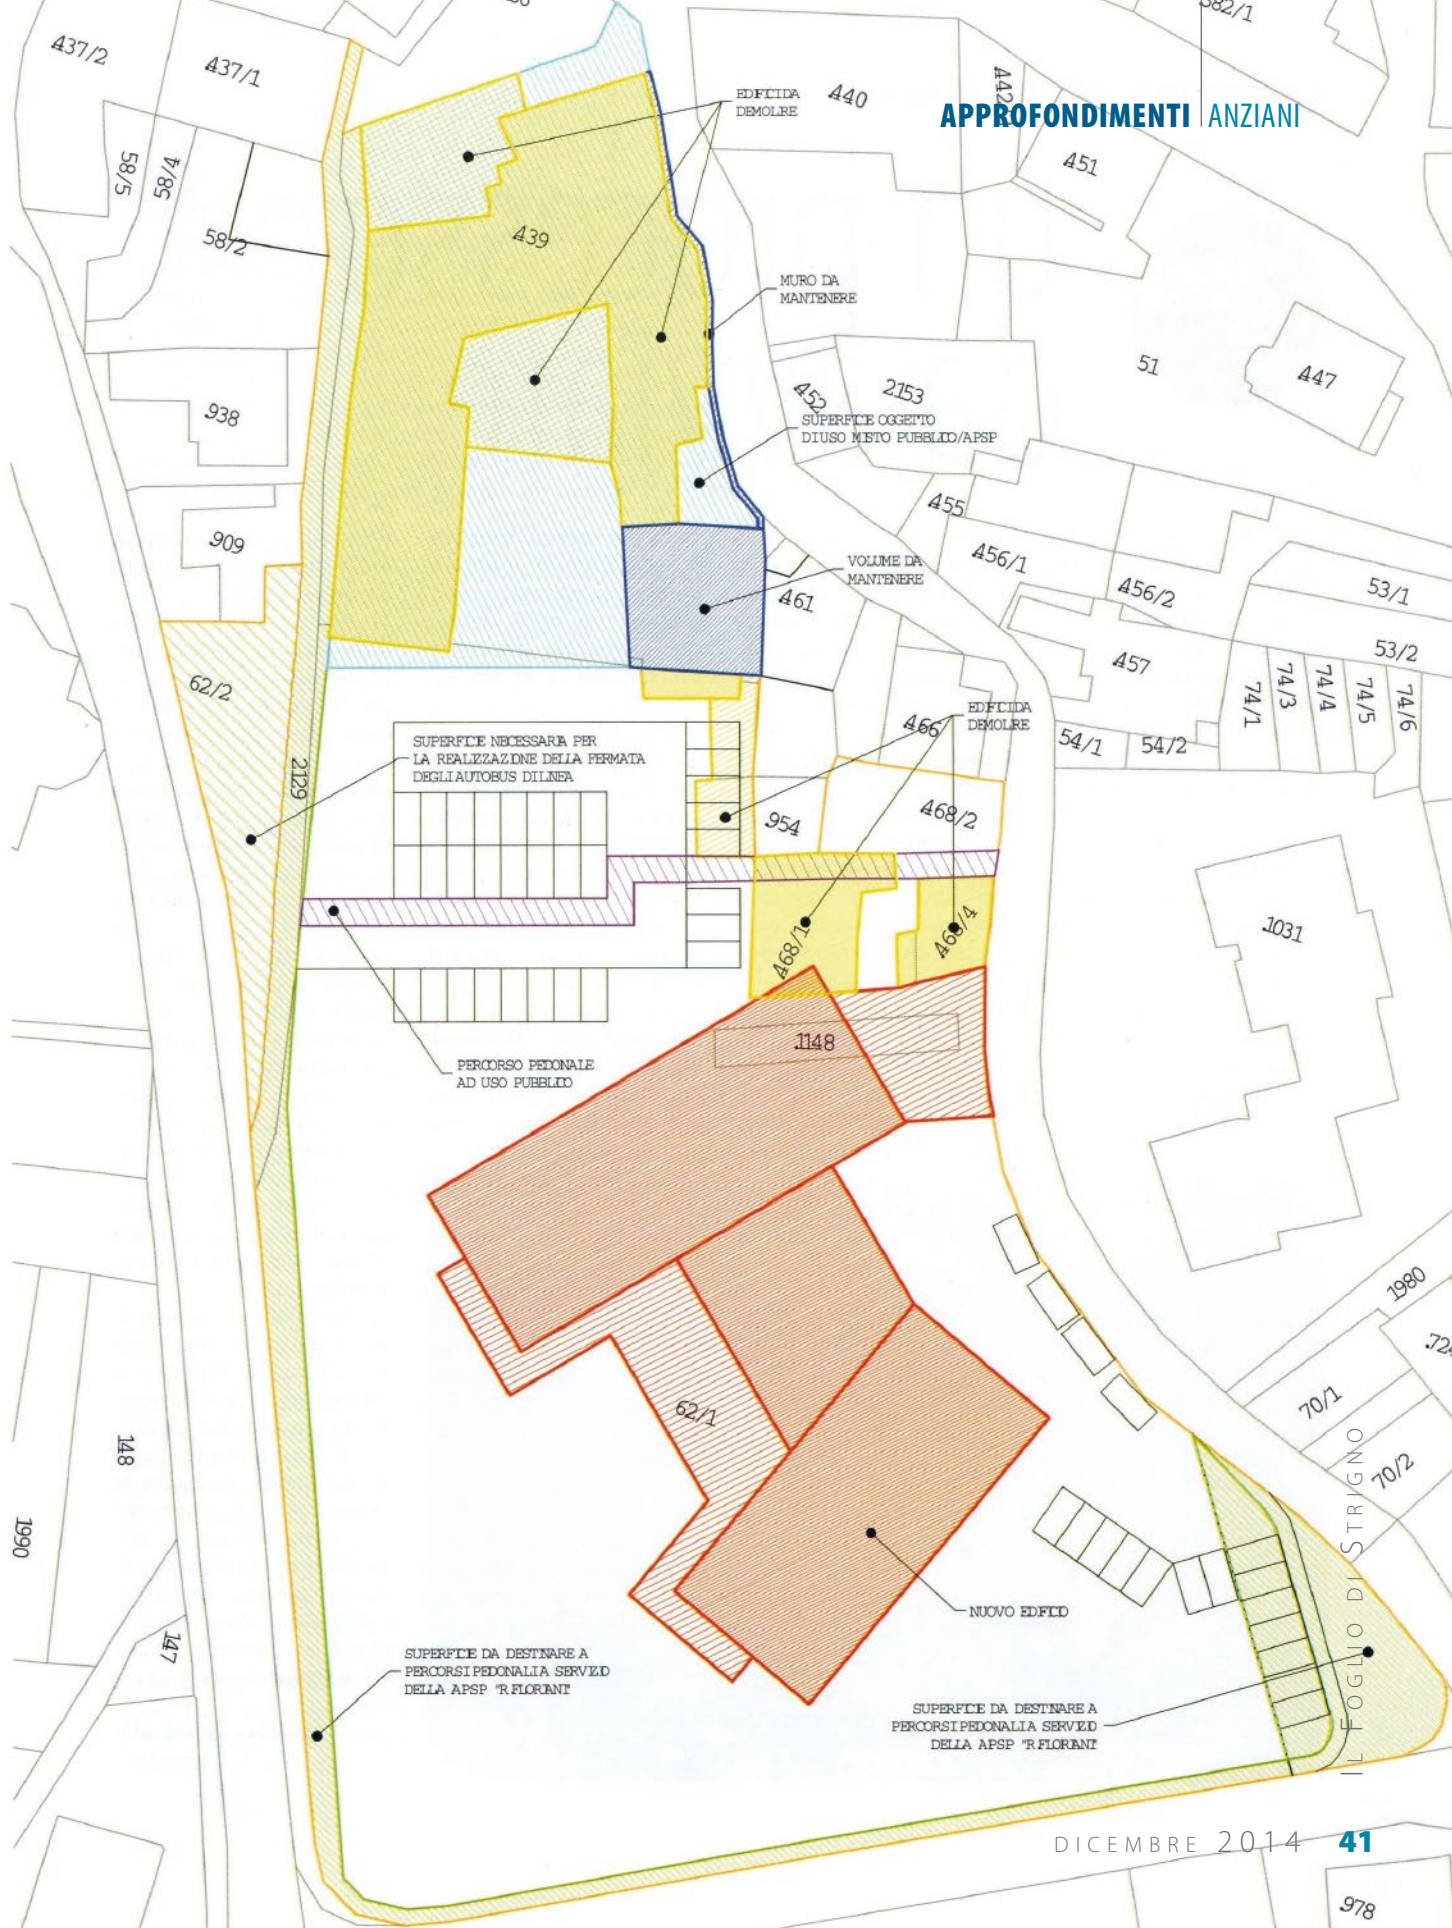 382/1
437/2
437/1
EDIFICI DA
DEMOLIRE
.440
APPROFONDIMENTI | ANZIANI
.451
58/5
58/4
58/2
.439
MURO DA
MANTENERE
51
.447
.938
.452
2153
SUPERFICIE OGGETTO
DI USO MISTO PUBBLICO/APSP
.455
.909
.456/1
VOLUME DA
MANTENERE
.461
.456/2
53/1
53/2
.457
62/2
74/1
74/3
74/4
74/5
74/6
.466
EDIFICI DA
DEMOLIRE
54/1
54/2
SUPERFICIE NECESSARIA PER
LA REALIZZAZIONE DELLA FERMATA
DEGLI AUTOBUS DI LINEA
2129
.954
.468/2
.468/1
.468/4
.1031
.1148
PERCORSO PEDONALE
AD USO PUBBLICO
1980
70/1
70/2
62/1
148
1990
147
NUOVO EDIFICIO
SUPERFICIE DA DESTINARE A
PERCORSI PEDONALI A SERVIZIO
DELLA APSP "R.FLORIANI"
SUPERFICIE DA DESTINARE A
PERCORSI PEDONALI A SERVIZIO
DELLA APSP "R.FLORIANI"
IL FOGLIO DI STRIGNO
DICEMBRE 2014 41
.978